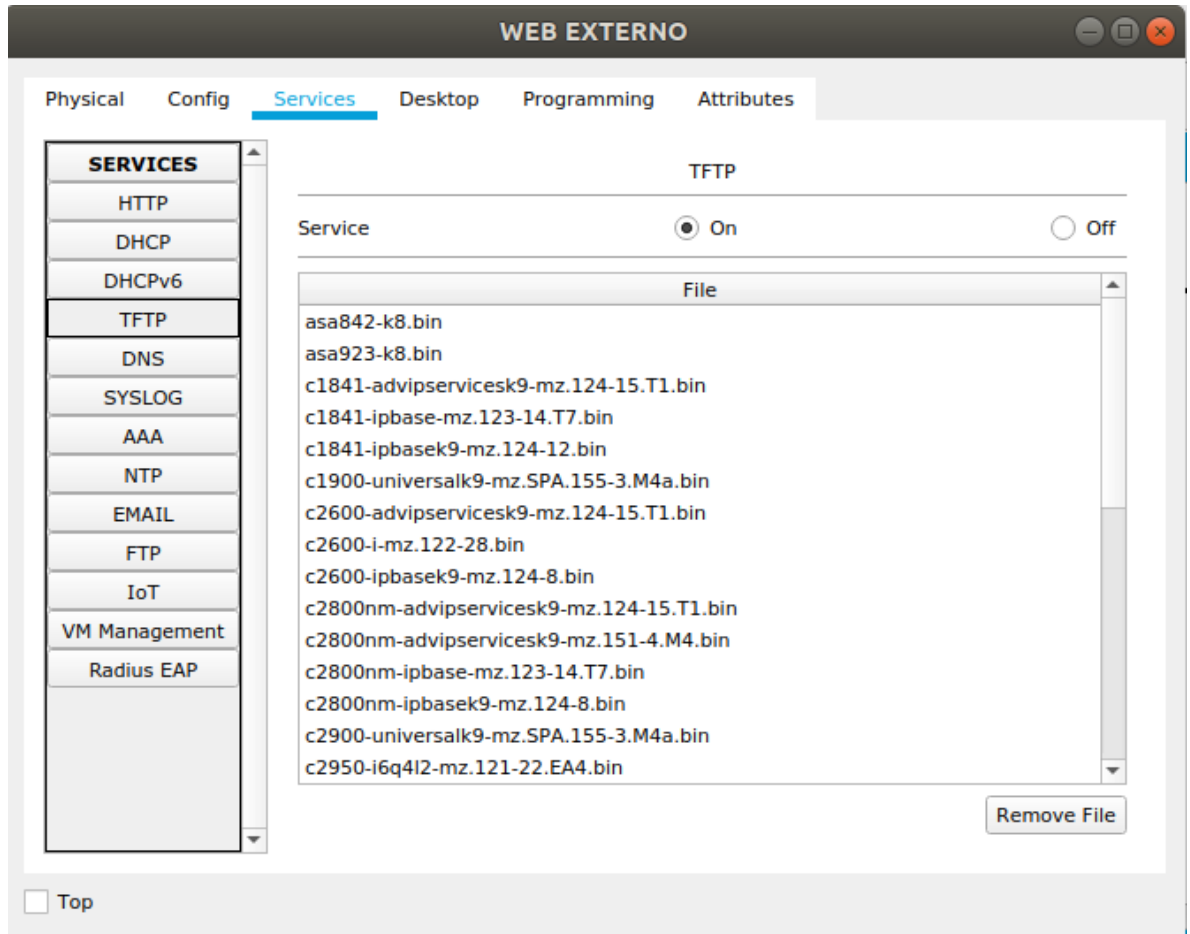 WEB EXTERNO
Physical Config Services Desktop Programming Attributes
SERVICES
HTTP
DHCP
DHCPv6
TFTP
DNS
SYSLOG
AAA
NTP
EMAIL
FTP
IoT
VM Management
Radius EAP
TFTP
Service On Off
File
asa842-k8.bin
asa923-k8.bin
c1841-advipservicesk9-mz.124-15.T1.bin
c1841-ipbase-mz.123-14.T7.bin
c1841-ipbasek9-mz.124-12.bin
c1900-universalk9-mz.SPA.155-3.M4a.bin
c2600-advipservicesk9-mz.124-15.T1.bin
c2600-i-mz.122-28.bin
c2600-ipbasek9-mz.124-8.bin
c2800nm-advipservicesk9-mz.124-15.T1.bin
c2800nm-advipservicesk9-mz.151-4.M4.bin
c2800nm-ipbase-mz.123-14.T7.bin
c2800nm-ipbasek9-mz.124-8.bin
c2900-universalk9-mz.SPA.155-3.M4a.bin
c2950-i6q4l2-mz.121-22.EA4.bin
Remove File
Top